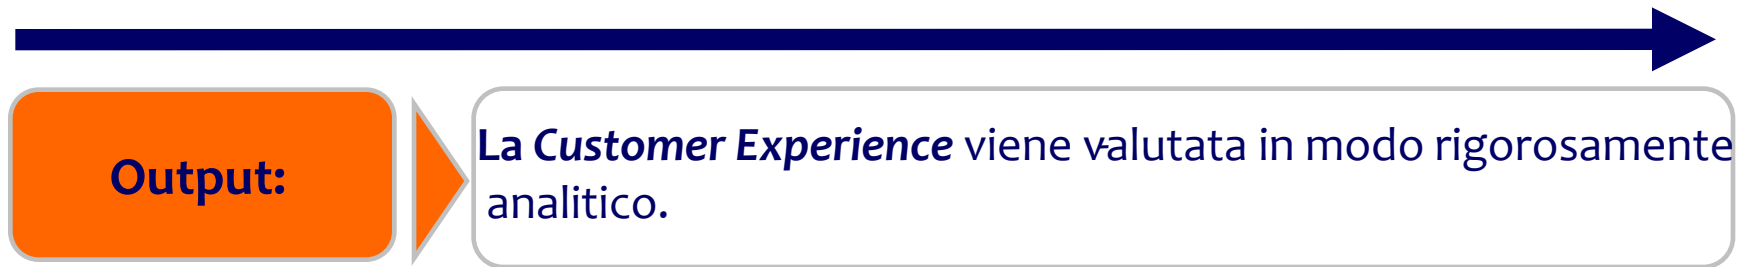 Output:
La Customer Experience viene valutata in modo rigorosamente
analitico.